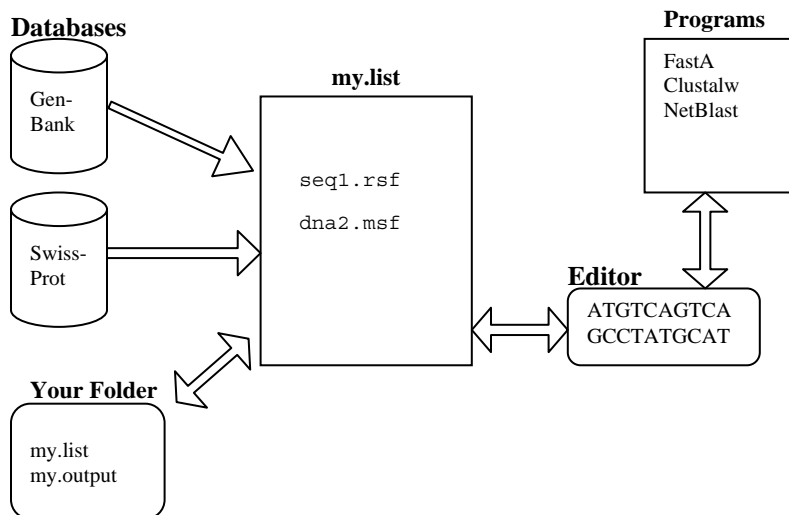 Databases
Gen-
Bank
Swiss-
Prot
Your Folder
my.list
my.output
my.list
seq1.rsf
dna2.msf
Editor
ATGTCAGTCA
GCCTATGCAT
Programs
FastA
Clustalw
NetBlast